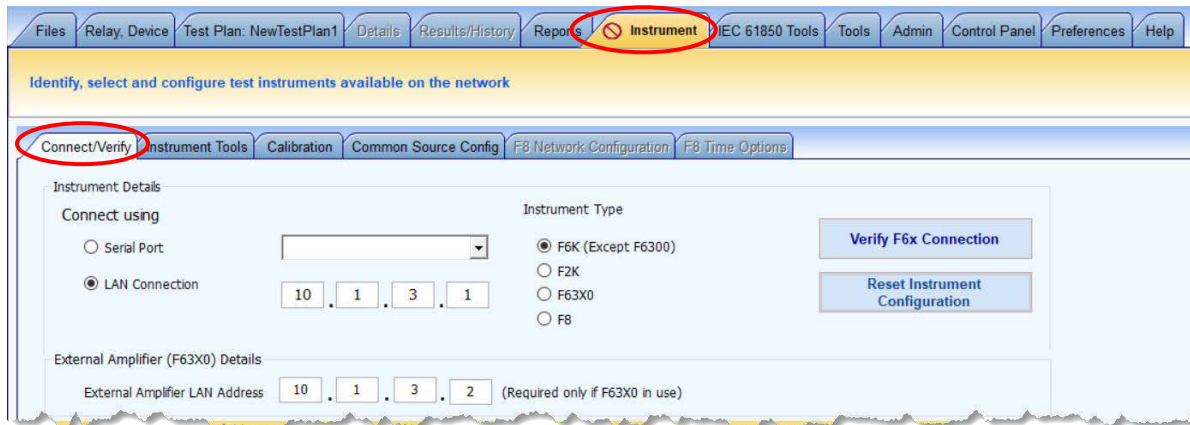 Files Relay, Device Test Plan: NewTestPlan1 Details Results/History Reports Instrument IEC 61850 Tools Tools Admin Control Panel Preferences Help
Identify, select and configure test instruments available on the network
Connect/Verify Instrument Tools Calibration Common Source Config F8 Network Configuration F8 Time Options
Instrument Details
Connect using
Serial Port
LAN Connection
10 . 1 . 3 . 1
Instrument Type
F6K (Except F6300)
F2K
F63X0
F8
Verify F6x Connection
Reset Instrument
Configuration
External Amplifier (F63X0) Details
External Amplifier LAN Address 10 . 1 . 3 . 2 (Required only if F63X0 in use)